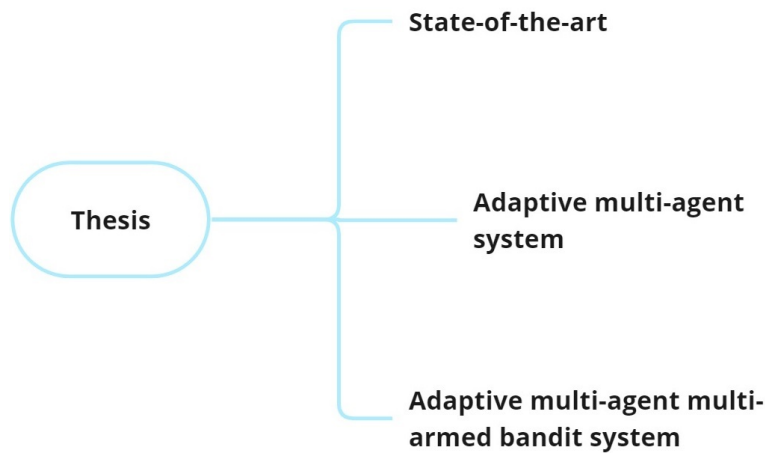 State-of-the-art
Thesis
Adaptive multi-agent
system
Adaptive multi-agent multi-
armed bandit system